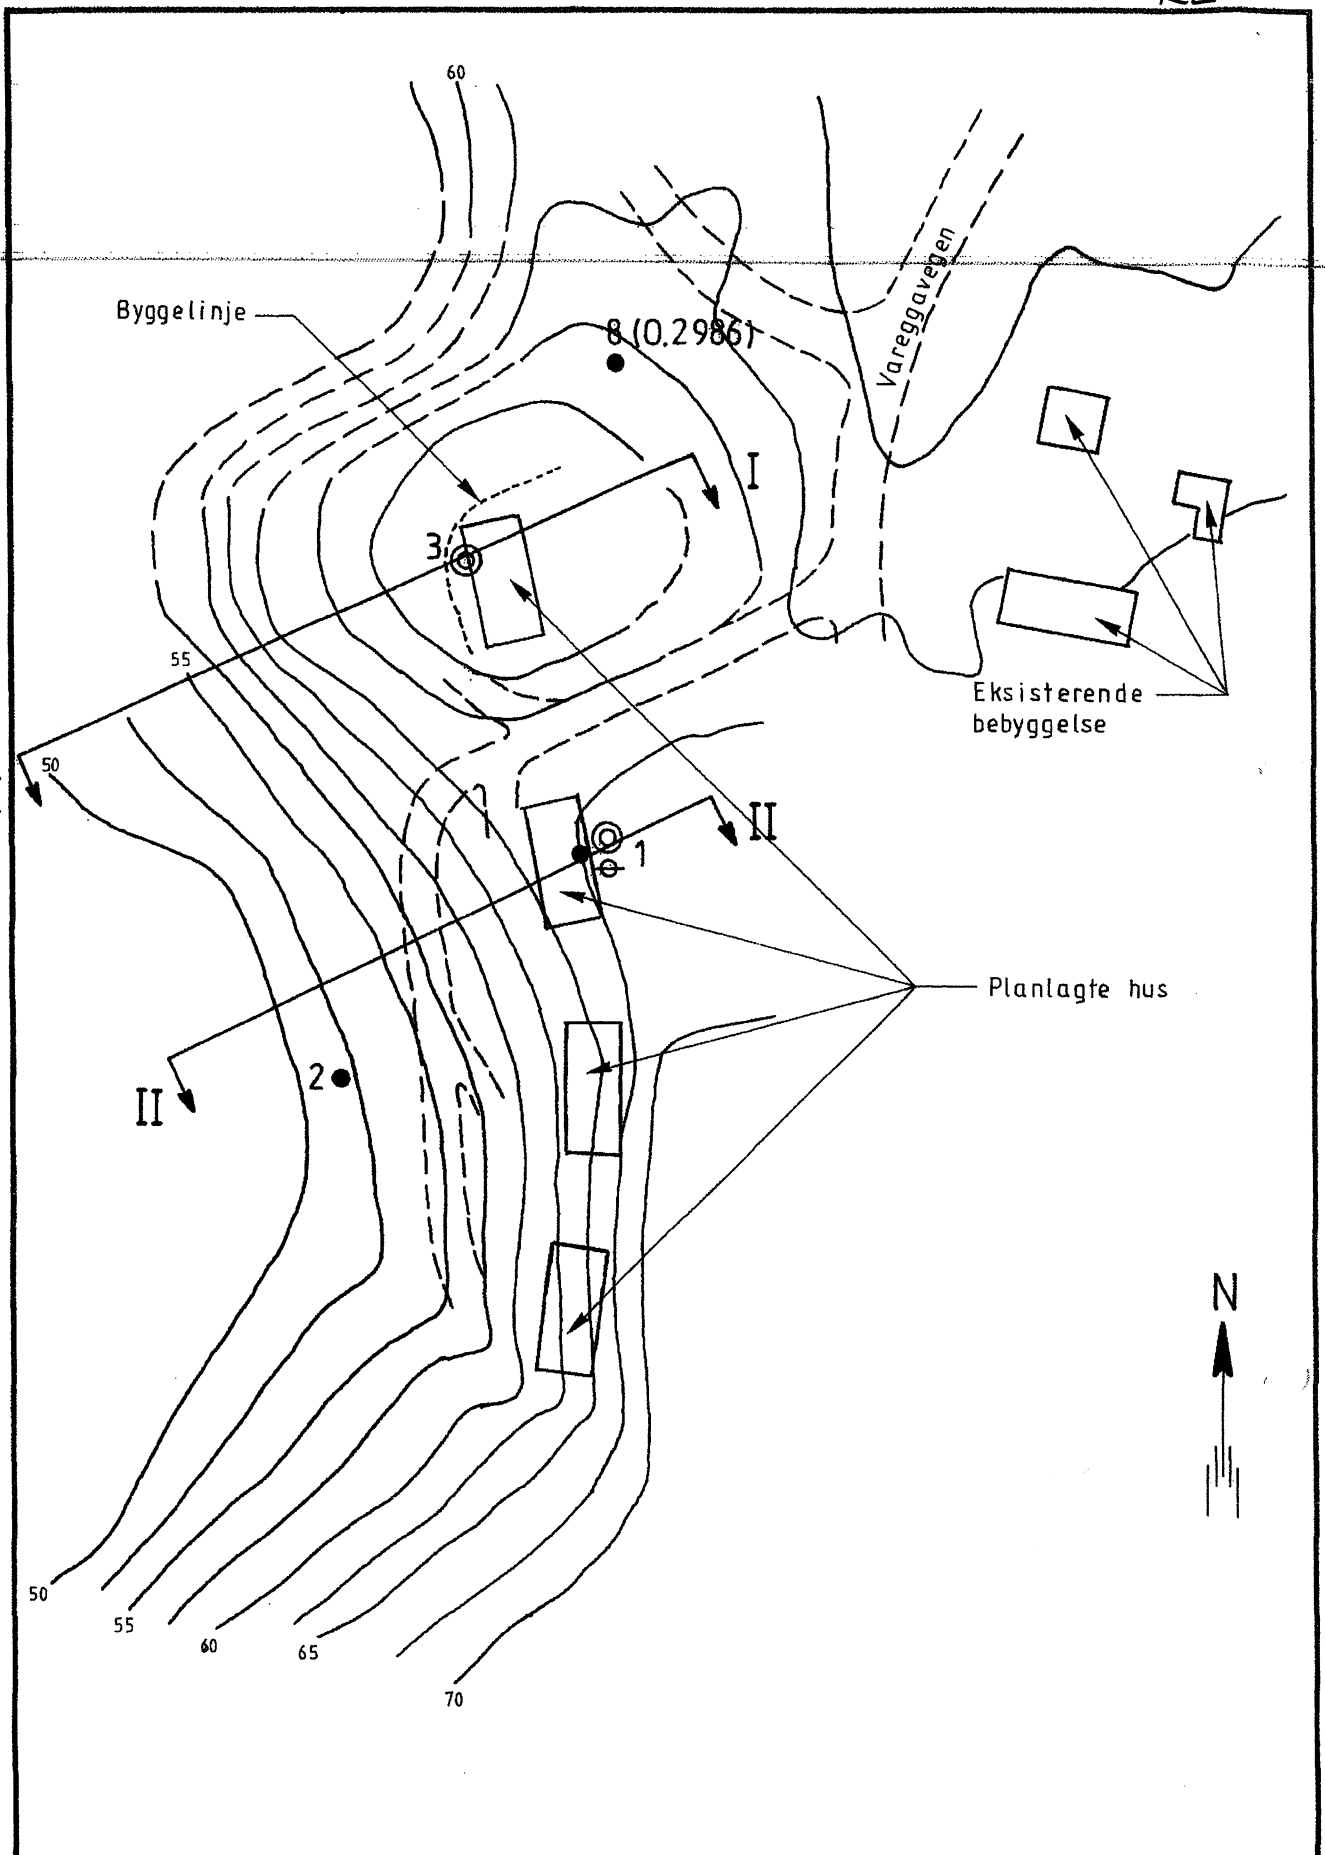 60
Byggelinje
8 (0.2986)
Vareggavegen
I
3
55
50
Eksisterende
bebyggelse
II
1
Planlagte hus
2
II
N
50
55
60
65
70